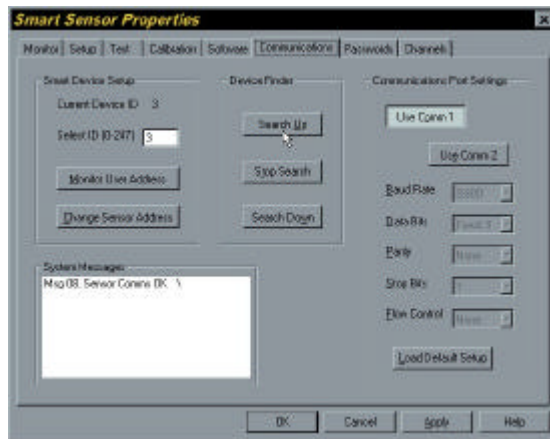 Smart Sensor Properties
Monitor Setup Test Calibration Software Communications Passwords Channels
Smart Device Setup
Current Device ID 3
Select ID (0-247) 3
Monitor User Address
Change Sensor Address
Device Finder
Search Up
Stop Search
Search Down
Communications Port Settings
Use Comm 1
Use Comm 2
Baud Rate 9600
Data Bits
Parity None
Stop Bits 1
Flow Control None
Load Default Setup
System Messages
Msg 08, Sensor Comms OK. \
OK Cancel Apply Help